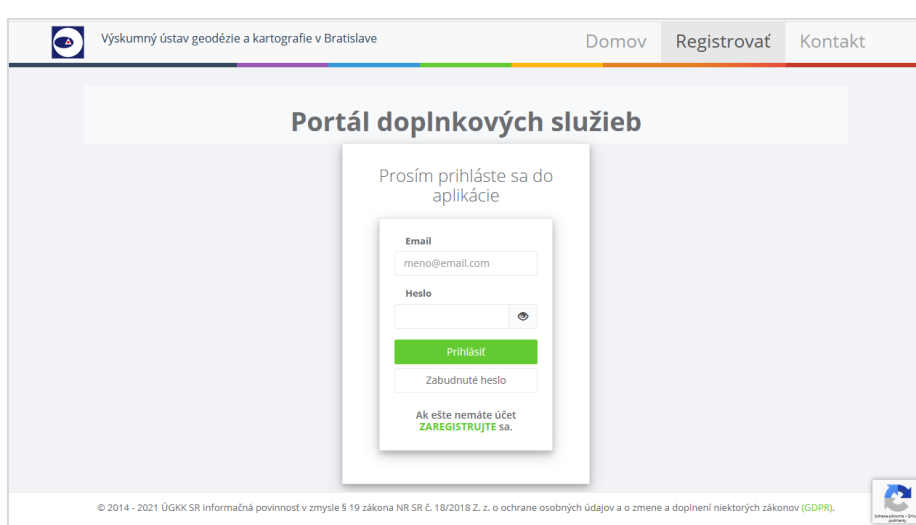 Výskumný ústav geodézie a kartografie v Bratislave
Domov
Registrovať
Kontakt
Portál doplnkových služieb
Prosím prihláste sa do
aplikácie
Email
meno@email.com
Heslo
Prihlásiť
Zabudnuté heslo
Ak ešte nemáte účet
ZAREGISTRUJTE sa.
© 2014 - 2021 ÚGKK SR Informačná povinnosť v zmysle § 19 zákona NR SR č. 18/2018 Z. z. o ochrane osobných údajov a o zmene a doplnení niektorých zákonov (GDPR).